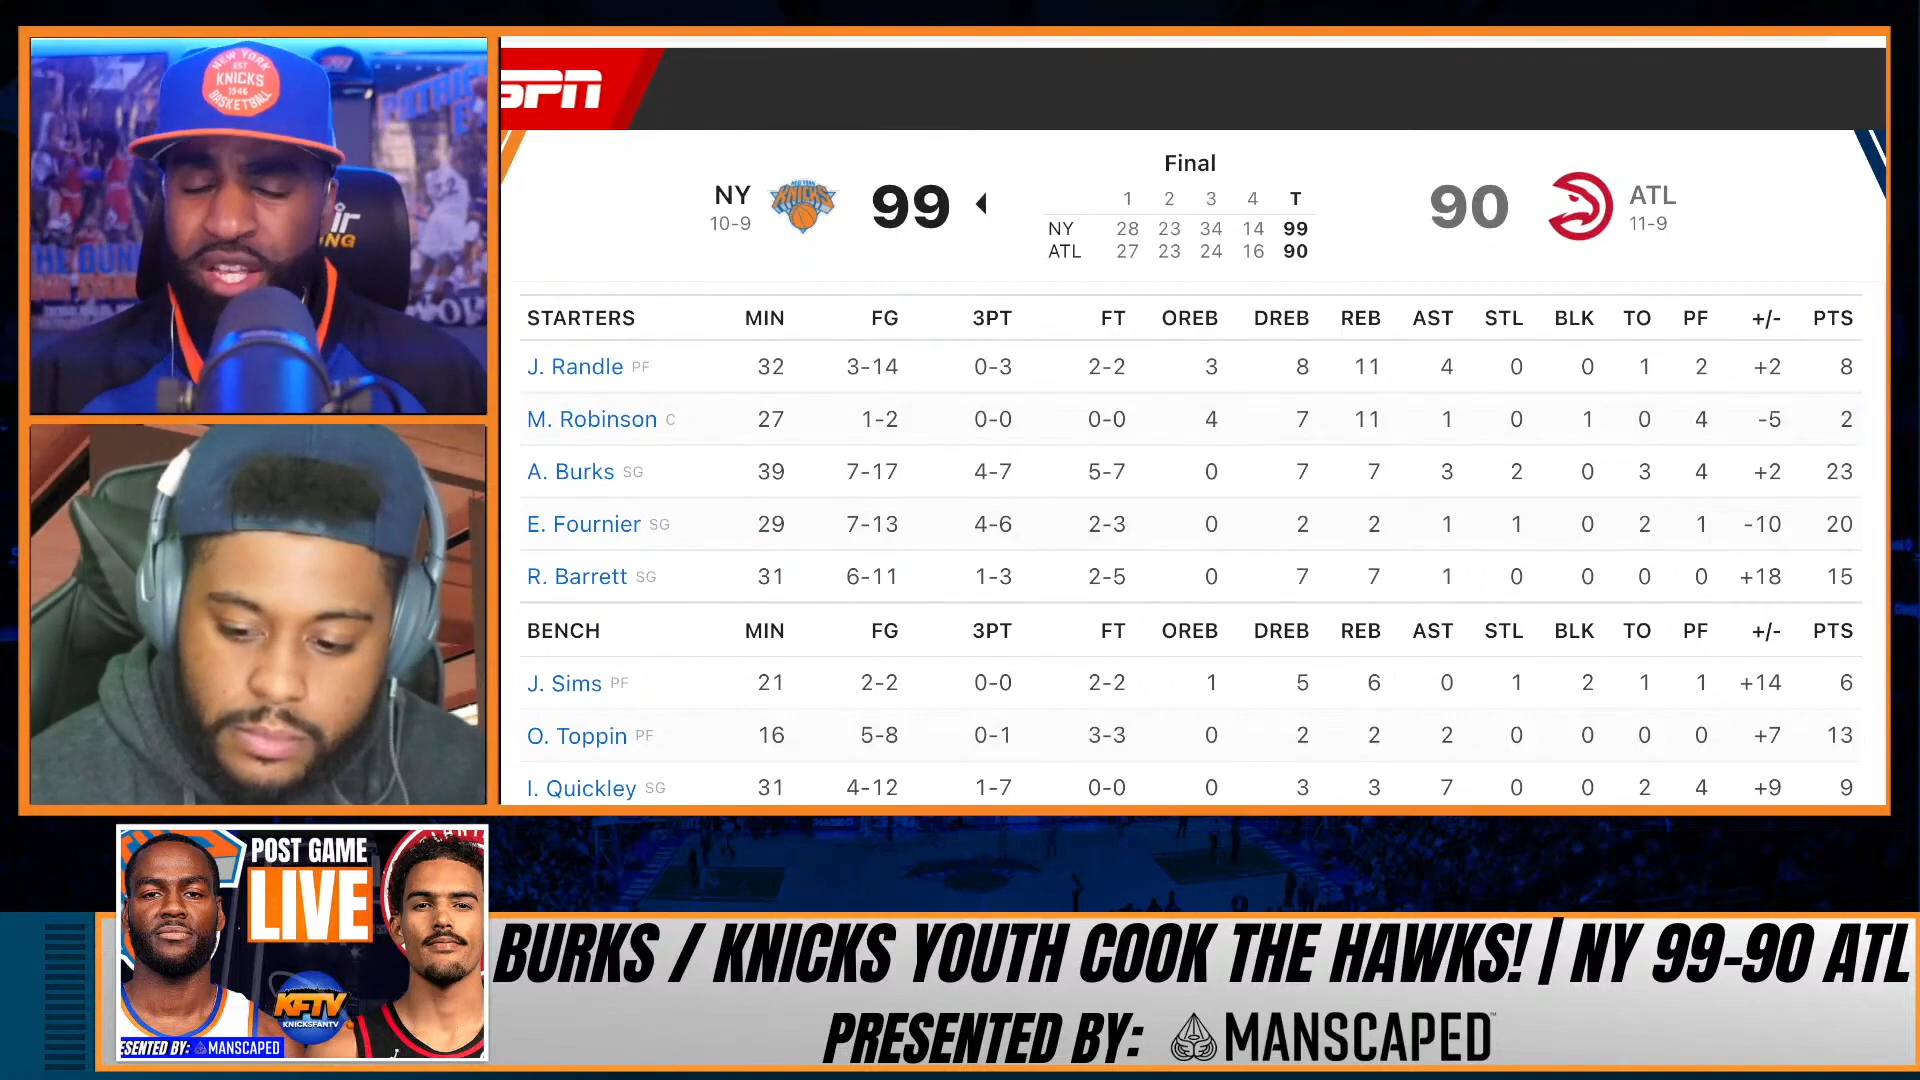 NEW YORK
EST
KNICKS
1946
BASKETBALL
ESPN
Final
NY
10-9
KNICKS
99
1 2 3 4 T
NY 28 23 34 14 99
ATL 27 23 24 16 90
90
ATL
11-9
STARTERS MIN FG 3PT FT OREB DREB REB AST STL BLK TO PF +/- PTS
J. Randle PF 32 3-14 0-3 2-2 3 8 11 4 0 0 1 2 +2 8
M. Robinson C 27 1-2 0-0 0-0 4 7 11 1 0 1 0 4 -5 2
A. Burks SG 39 7-17 4-7 5-7 0 7 7 3 2 0 3 4 +2 23
E. Fournier SG 29 7-13 4-6 2-3 0 2 2 1 1 0 2 1 -10 20
R. Barrett SG 31 6-11 1-3 2-5 0 7 7 1 0 0 0 0 +18 15
BENCH MIN FG 3PT FT OREB DREB REB AST STL BLK TO PF +/- PTS
J. Sims PF 21 2-2 0-0 2-2 1 5 6 0 1 2 1 1 +14 6
O. Toppin PF 16 5-8 0-1 3-3 0 2 2 2 0 0 0 0 +7 13
I. Quickley SG 31 4-12 1-7 0-0 0 3 3 7 0 0 2 4 +9 9
POST GAME
LIVE
KFTV
KNICKSFANTV
ESENTED BY: MANSCAPED
BURKS / KNICKS YOUTH COOK THE HAWKS! | NY 99-90 ATL
PRESENTED BY: MANSCAPED